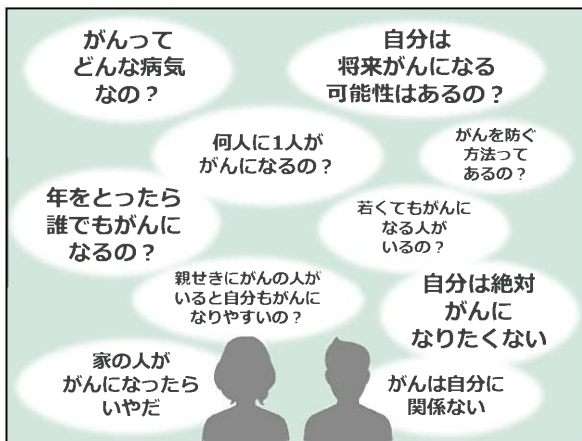 がんって
どんな病気
なの？
自分は
将来がんになる
可能性はあるの？
何人に1人が
がんになるの？
がんを防ぐ
方法って
あるの？
年をとったら
誰でもがんに
なるの？
若くてもがんに
なる人が
いるの？
親せきにがんの人が
いると自分もがんに
なりやすいの？
自分は絶対
がんに
なりたくない
家の人が
がんになったら
いやだ
がんは自分に
関係ない